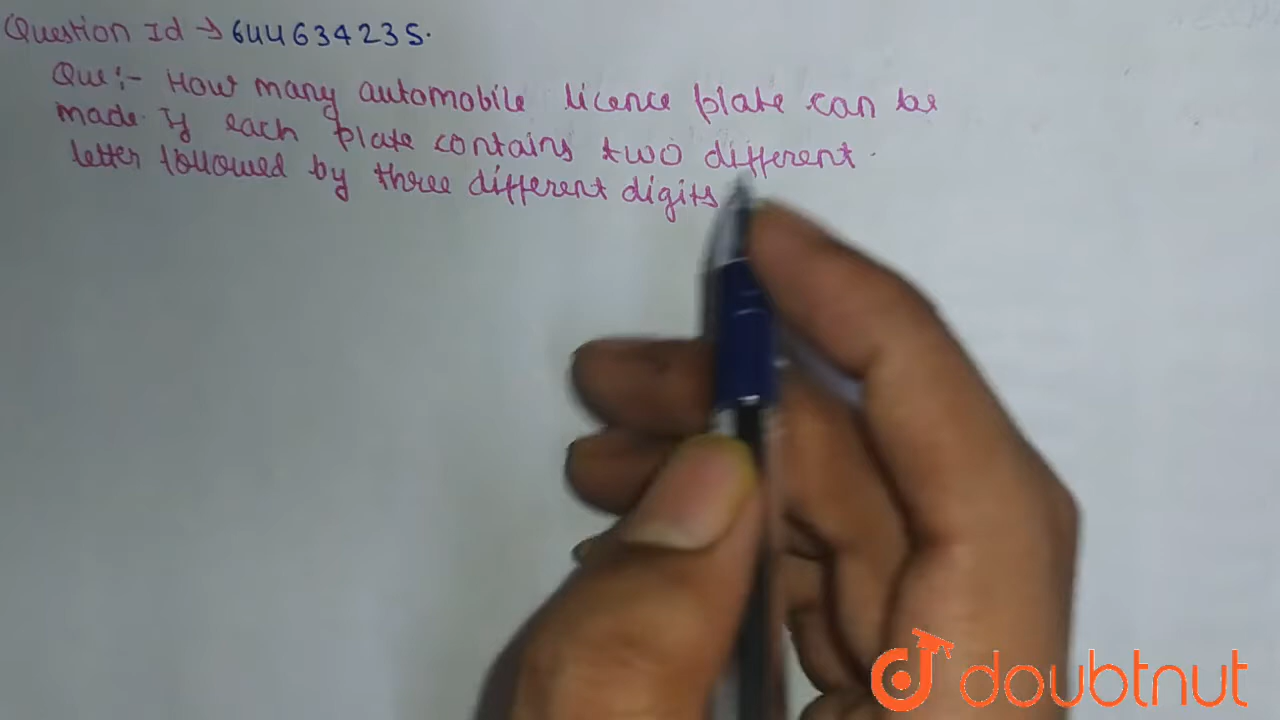 Question Id → 644634235.
Que:- How many automobile licence plate can be
made. If each plate contains two different.
letter followed by three different digits
doubtnut